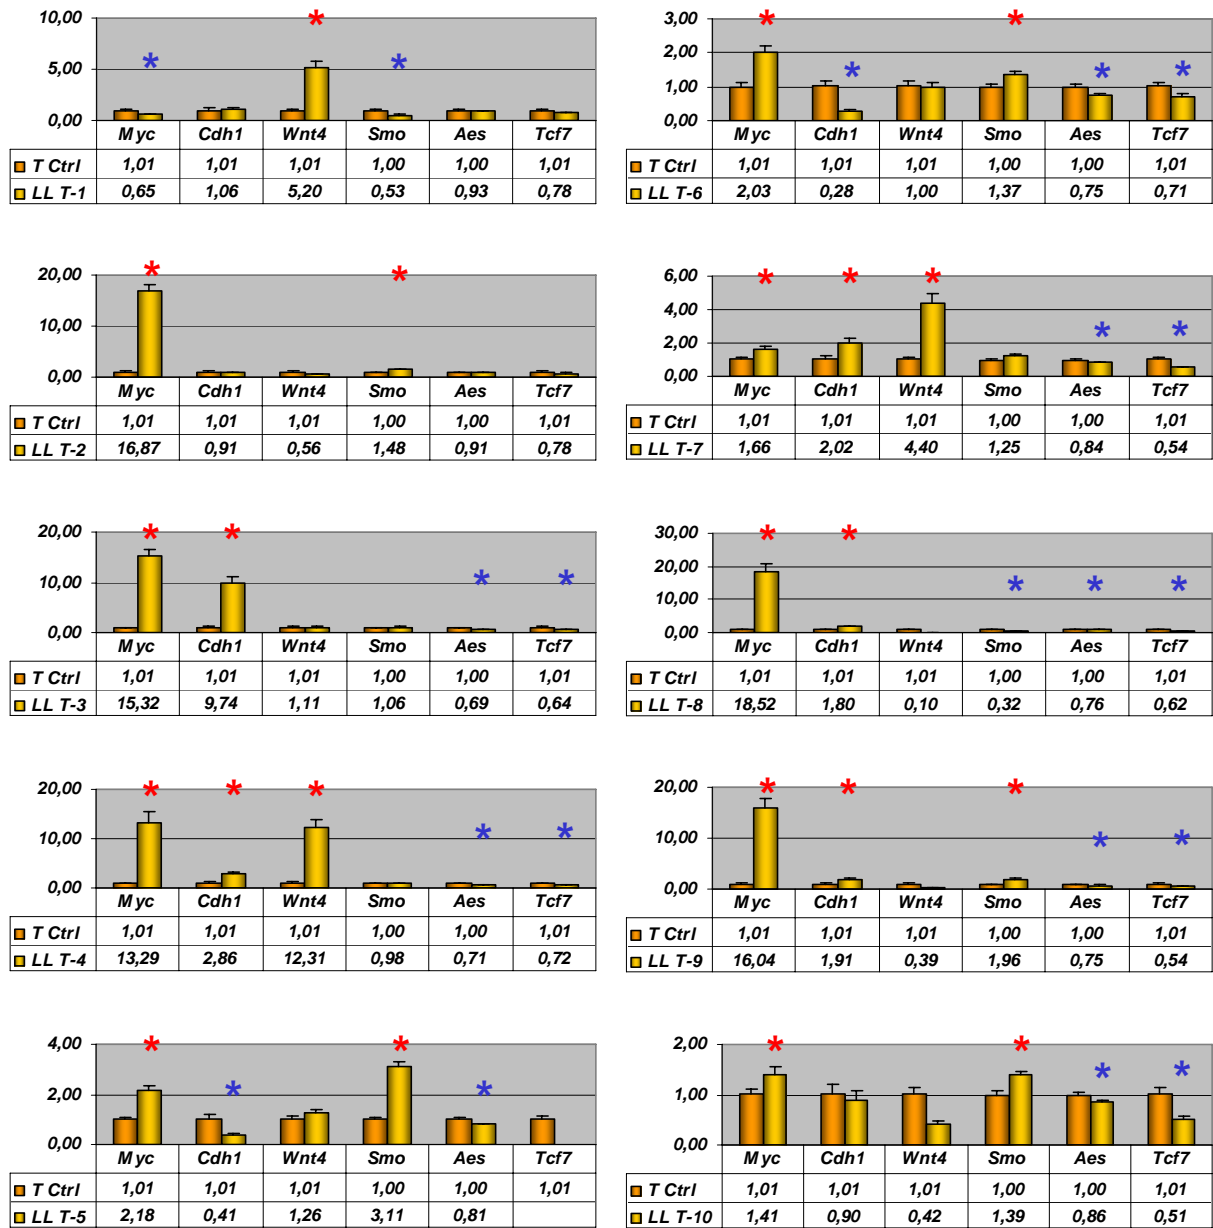 10,00
5,00
0,00
Myc Cdh1 Wnt4 Smo Aes Tcf7
T Ctrl 1,01 1,01 1,01 1,00 1,00 1,01
LL T-1 0,65 1,06 5,20 0,53 0,93 0,78
20,00
10,00
0,00
Myc Cdh1 Wnt4 Smo Aes Tcf7
T Ctrl 1,01 1,01 1,01 1,00 1,00 1,01
LL T-2 16,87 0,91 0,56 1,48 0,91 0,78
20,00
10,00
0,00
Myc Cdh1 Wnt4 Smo Aes Tcf7
T Ctrl 1,01 1,01 1,01 1,00 1,00 1,01
LL T-3 15,32 9,74 1,11 1,06 0,69 0,64
20,00
10,00
0,00
Myc Cdh1 Wnt4 Smo Aes Tcf7
T Ctrl 1,01 1,01 1,01 1,00 1,00 1,01
LL T-4 13,29 2,86 12,31 0,98 0,71 0,72
4,00
2,00
0,00
Myc Cdh1 Wnt4 Smo Aes Tcf7
T Ctrl 1,01 1,01 1,01 1,00 1,00 1,01
LL T-5 2,18 0,41 1,26 3,11 0,81
3,00
2,00
1,00
0,00
Myc Cdh1 Wnt4 Smo Aes Tcf7
T Ctrl 1,01 1,01 1,01 1,00 1,00 1,01
LL T-6 2,03 0,28 1,00 1,37 0,75 0,71
6,00
4,00
2,00
0,00
Myc Cdh1 Wnt4 Smo Aes Tcf7
T Ctrl 1,01 1,01 1,01 1,00 1,00 1,01
LL T-7 1,66 2,02 4,40 1,25 0,84 0,54
30,00
20,00
10,00
0,00
Myc Cdh1 Wnt4 Smo Aes Tcf7
T Ctrl 1,01 1,01 1,01 1,00 1,00 1,01
LL T-8 18,52 1,80 0,10 0,32 0,76 0,62
20,00
10,00
0,00
Myc Cdh1 Wnt4 Smo Aes Tcf7
T Ctrl 1,01 1,01 1,01 1,00 1,00 1,01
LL T-9 16,04 1,91 0,39 1,96 0,75 0,54
2,00
1,00
0,00
Myc Cdh1 Wnt4 Smo Aes Tcf7
T Ctrl 1,01 1,01 1,01 1,00 1,00 1,01
LL T-10 1,41 0,90 0,42 1,39 0,86 0,51